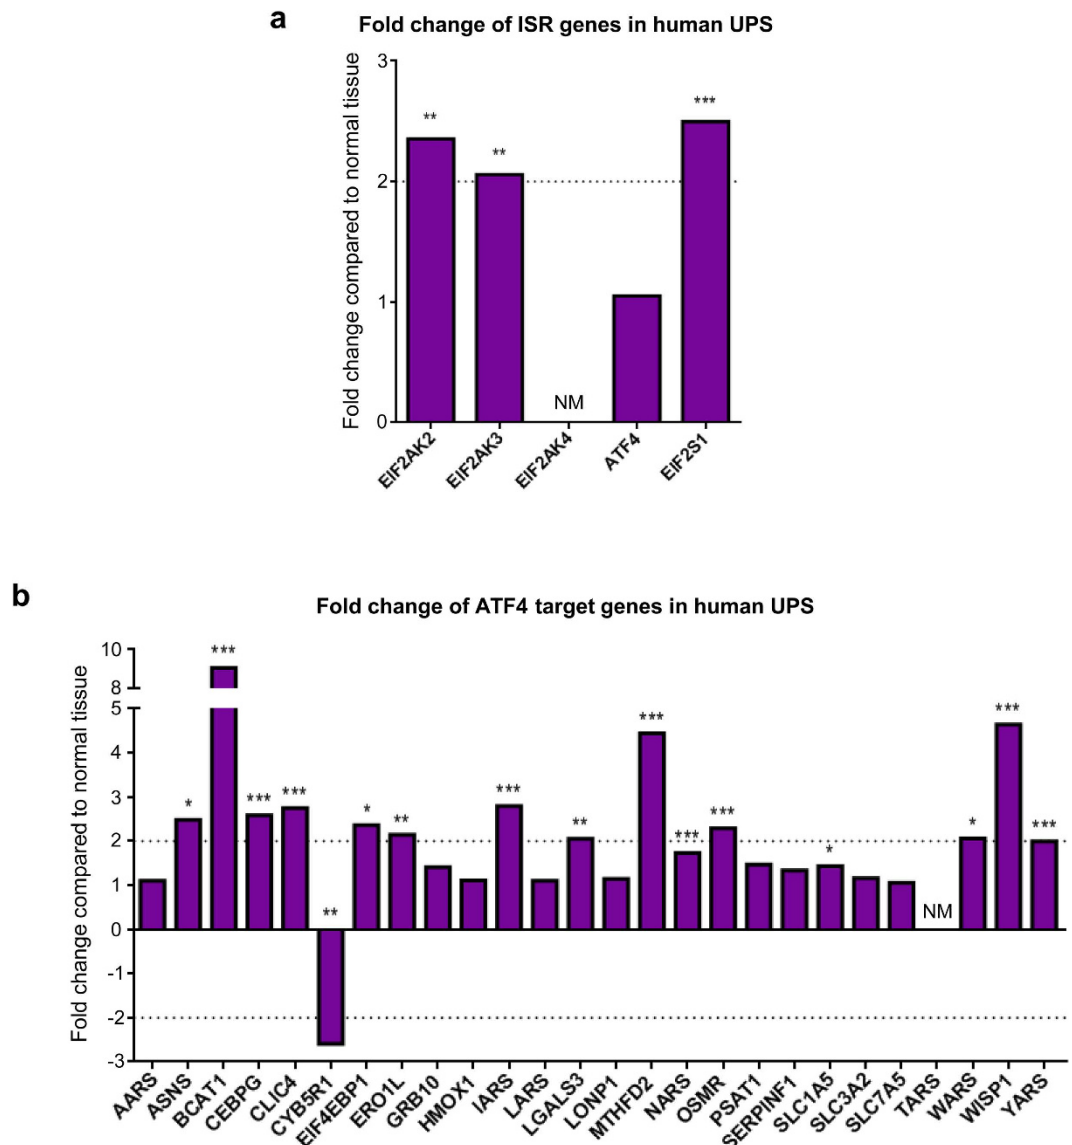 a
Fold change of ISR genes in human UPS
Fold change compared to normal tissue
3
2
1
0
**
**
NM
***
EIF2AK2
EIF2AK3
EIF2AK4
ATF4
EIF2S1
b
Fold change of ATF4 target genes in human UPS
Fold change compared to normal tissue
10
8
5
4
3
2
1
0
-1
-2
-3
*
***
***
***
**
*
**
***
**
***
***
***
*
NM
*
***
***
AARS
ASNS
BCAT1
CEBPG
CLIC4
CYB5R1
EIF4EBP1
ERO1L
GRB10
HMOX1
IARS
LARS
LGALS3
LONP1
MTHFD2
NARS
OSMR
PSAT1
SERPINF1
SLC1A5
SLC3A2
SLC7A5
TARS
WARS
WISP1
YARS